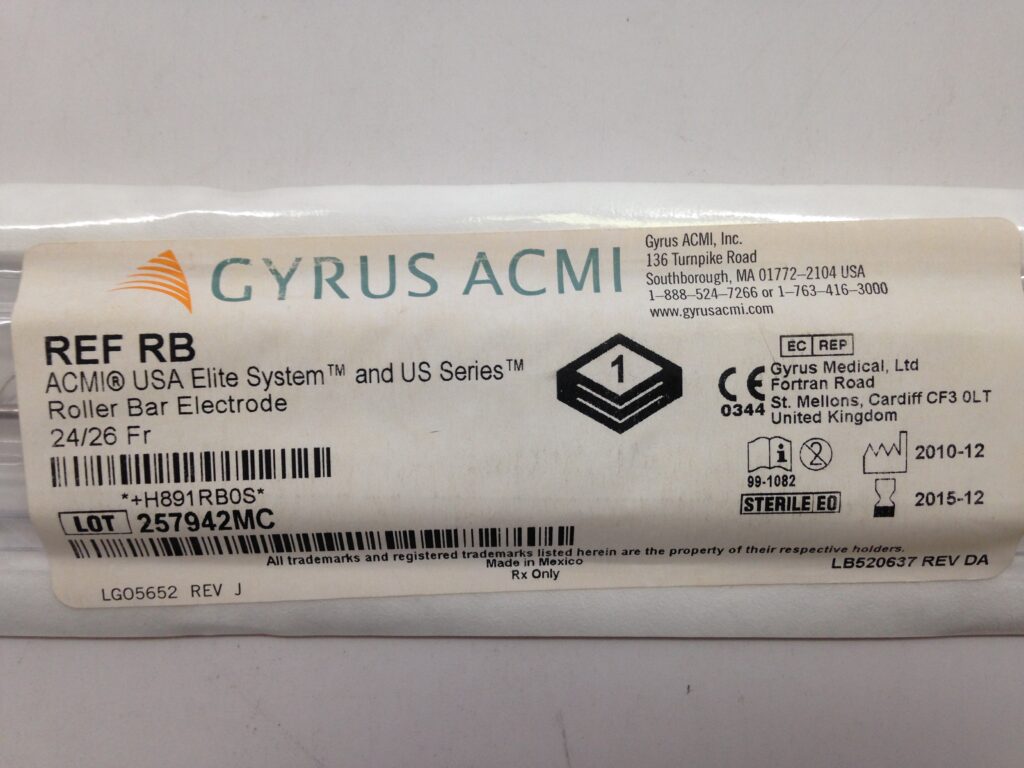 GYRUS ACMI
Gyrus ACMI, Inc.
136 Turnpike Road
Southborough, MA 01772–2104 USA
1–888–524–7266 or 1–763–416–3000
www.gyrusacmi.com
REF RB
ACMI® USA Elite System™ and US Series™
Roller Bar Electrode
24/26 Fr
*+H891RB0S*
LOT 257942MC
1
EC REP
CE
0344
Gyrus Medical, Ltd
Fortran Road
St. Mellons, Cardiff CF3 0LT
United Kingdom
i
2
99-1082
2010-12
STERILE EO
2015-12
All trademarks and registered trademarks listed herein are the property of their respective holders.
Made in Mexico
Rx Only
LB520637 REV DA
LG05652 REV J